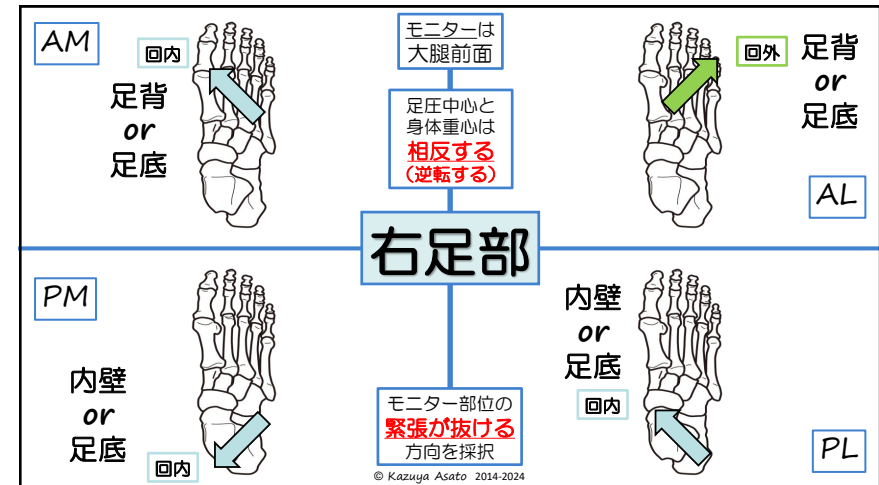 AM
回内
足背
or
足底
モニターは
大腿前面
足圧中心と
身体重心は
相反する
(逆転する)
回外
足背
or
足底
AL
右足部
PM
内壁
or
足底
回内
モニター部位の
緊張が抜ける
方向を採択
© Kazuya Asato 2014-2024
内壁
or
足底
回内
PL